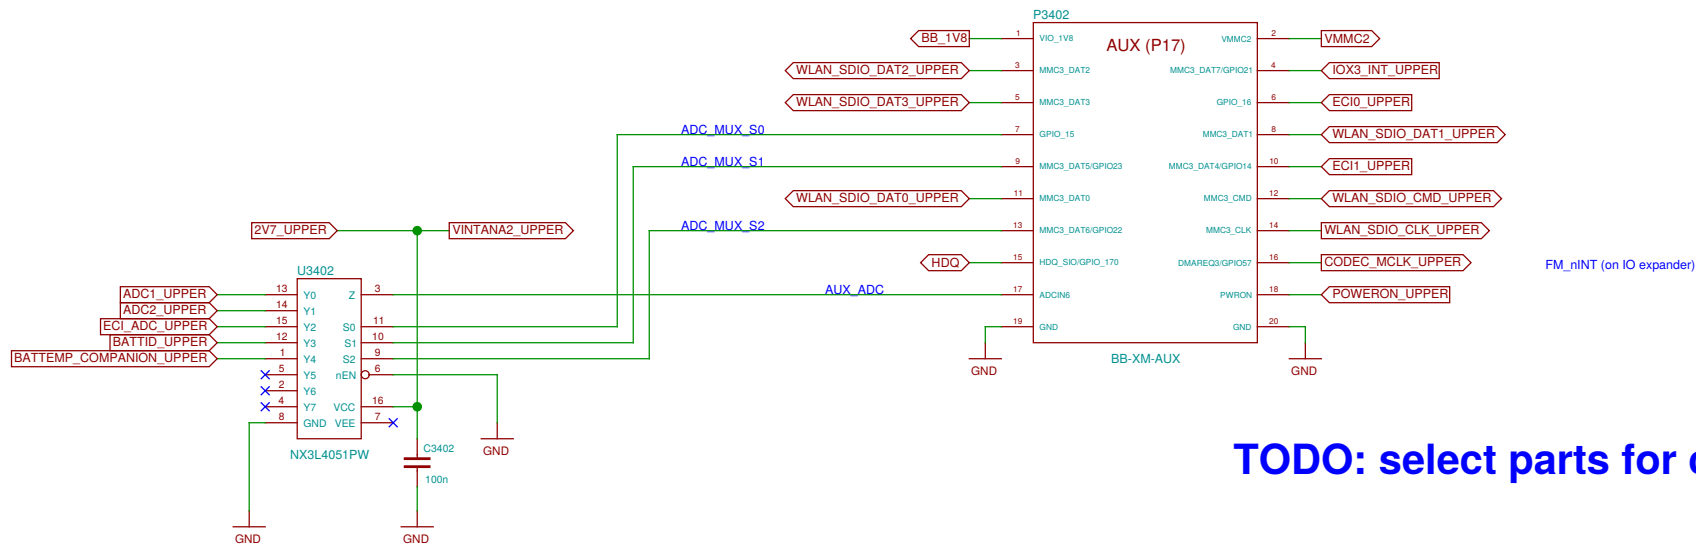 P3402
AUX (P17)
BB_1V8 1 VIO_1V8 VMMC2 2 VMMC2
WLAN_SDIO_DAT2_UPPER 3 MMC3_DAT2 MMC3_DAT7/GPIO21 4 IOX3_INT_UPPER
WLAN_SDIO_DAT3_UPPER 5 MMC3_DAT3 GPIO_16 6 ECI0_UPPER
ADC_MUX_S0 7 GPIO_15 MMC3_DAT1 8 WLAN_SDIO_DAT1_UPPER
ADC_MUX_S1 9 MMC3_DAT5/GPIO23 MMC3_DAT4/GPIO14 10 ECI1_UPPER
WLAN_SDIO_DAT0_UPPER 11 MMC3_DAT0 MMC3_CMD 12 WLAN_SDIO_CMD_UPPER
2V7_UPPER VINTANA2_UPPER ADC_MUX_S2 13 MMC3_DAT6/GPIO22 MMC3_CLK 14 WLAN_SDIO_CLK_UPPER
HDQ 15 HDQ_SIO/GPIO_170 DMAREQ3/GPIO57 16 CODEC_MCLK_UPPER FM_nINT (on IO expander)
U3402
ADC1_UPPER 13 Y0 Z 3 AUX_ADC 17 ADCIN6 PWRON 18 POWERON_UPPER
ADC2_UPPER 14 Y1
ECI_ADC_UPPER 15 Y2 S0 11 19 GND GND 20
BATTID_UPPER 12 Y3 S1 10
BATTEMP_COMPANION_UPPER 1 Y4 S2 9 BB-XM-AUX
GND GND
5 Y5 nEN 6
2 Y6
4 Y7 VCC 16
8 GND VEE 7
NX3L4051PW C3402 GND
100n
TODO: select parts for
GND GND